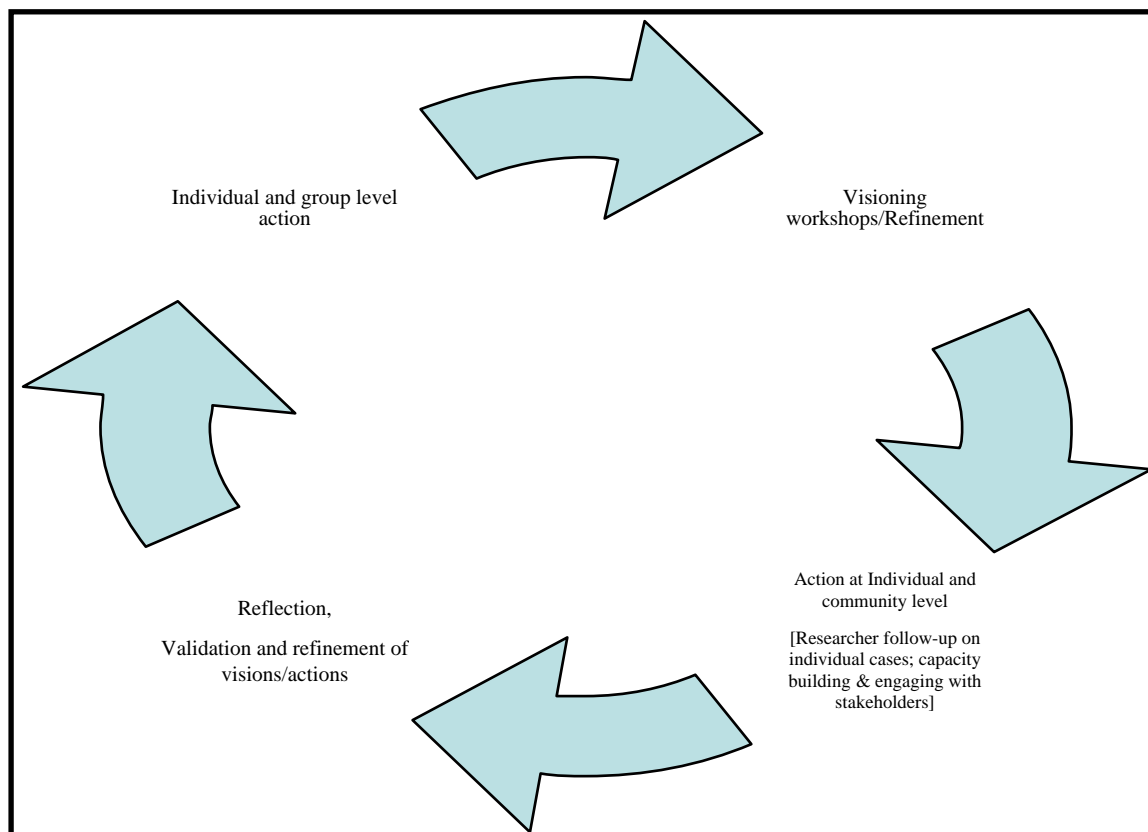 Individual and group level
action
Visioning
workshops/Refinement
Action at Individual and
community level
[Researcher follow-up on
individual cases; capacity
building & engaging with
stakeholders]
Reflection,
Validation and refinement of
visions/actions